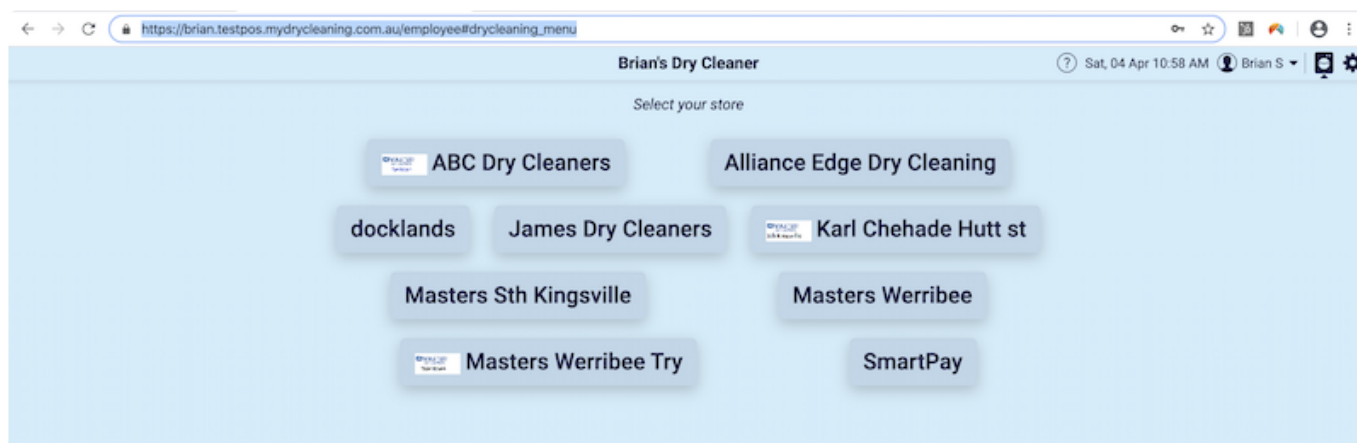 https://brian.testpos.mydrycleaning.com.au/employee#drycleaning_menu
Brian's Dry Cleaner
Sat, 04 Apr 10:58 AM Brian S
Select your store
ABC Dry Cleaners Alliance Edge Dry Cleaning
docklands James Dry Cleaners Karl Chehade Hutt st
Masters Sth Kingsville Masters Werribee
Masters Werribee Try SmartPay